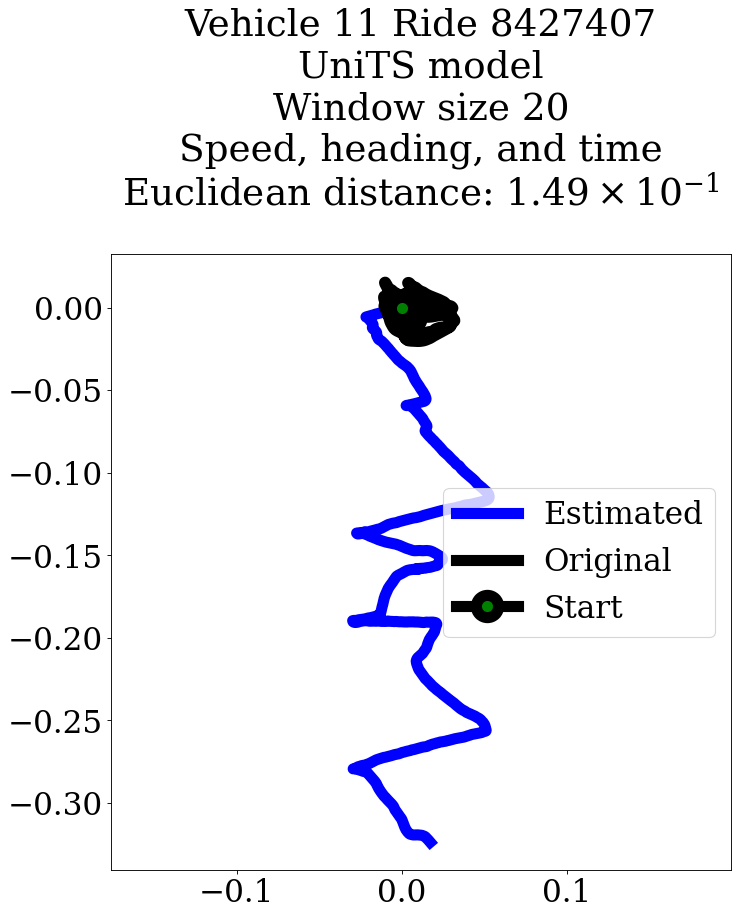 Vehicle 11 Ride 8427407
UniTS model
Window size 20
Speed, heading, and time
Euclidean distance: $1.49 \times 10^{-1}$
0.00
−0.05
−0.10
−0.15
−0.20
−0.25
−0.30
Estimated
Original
Start
−0.1 0.0 0.1